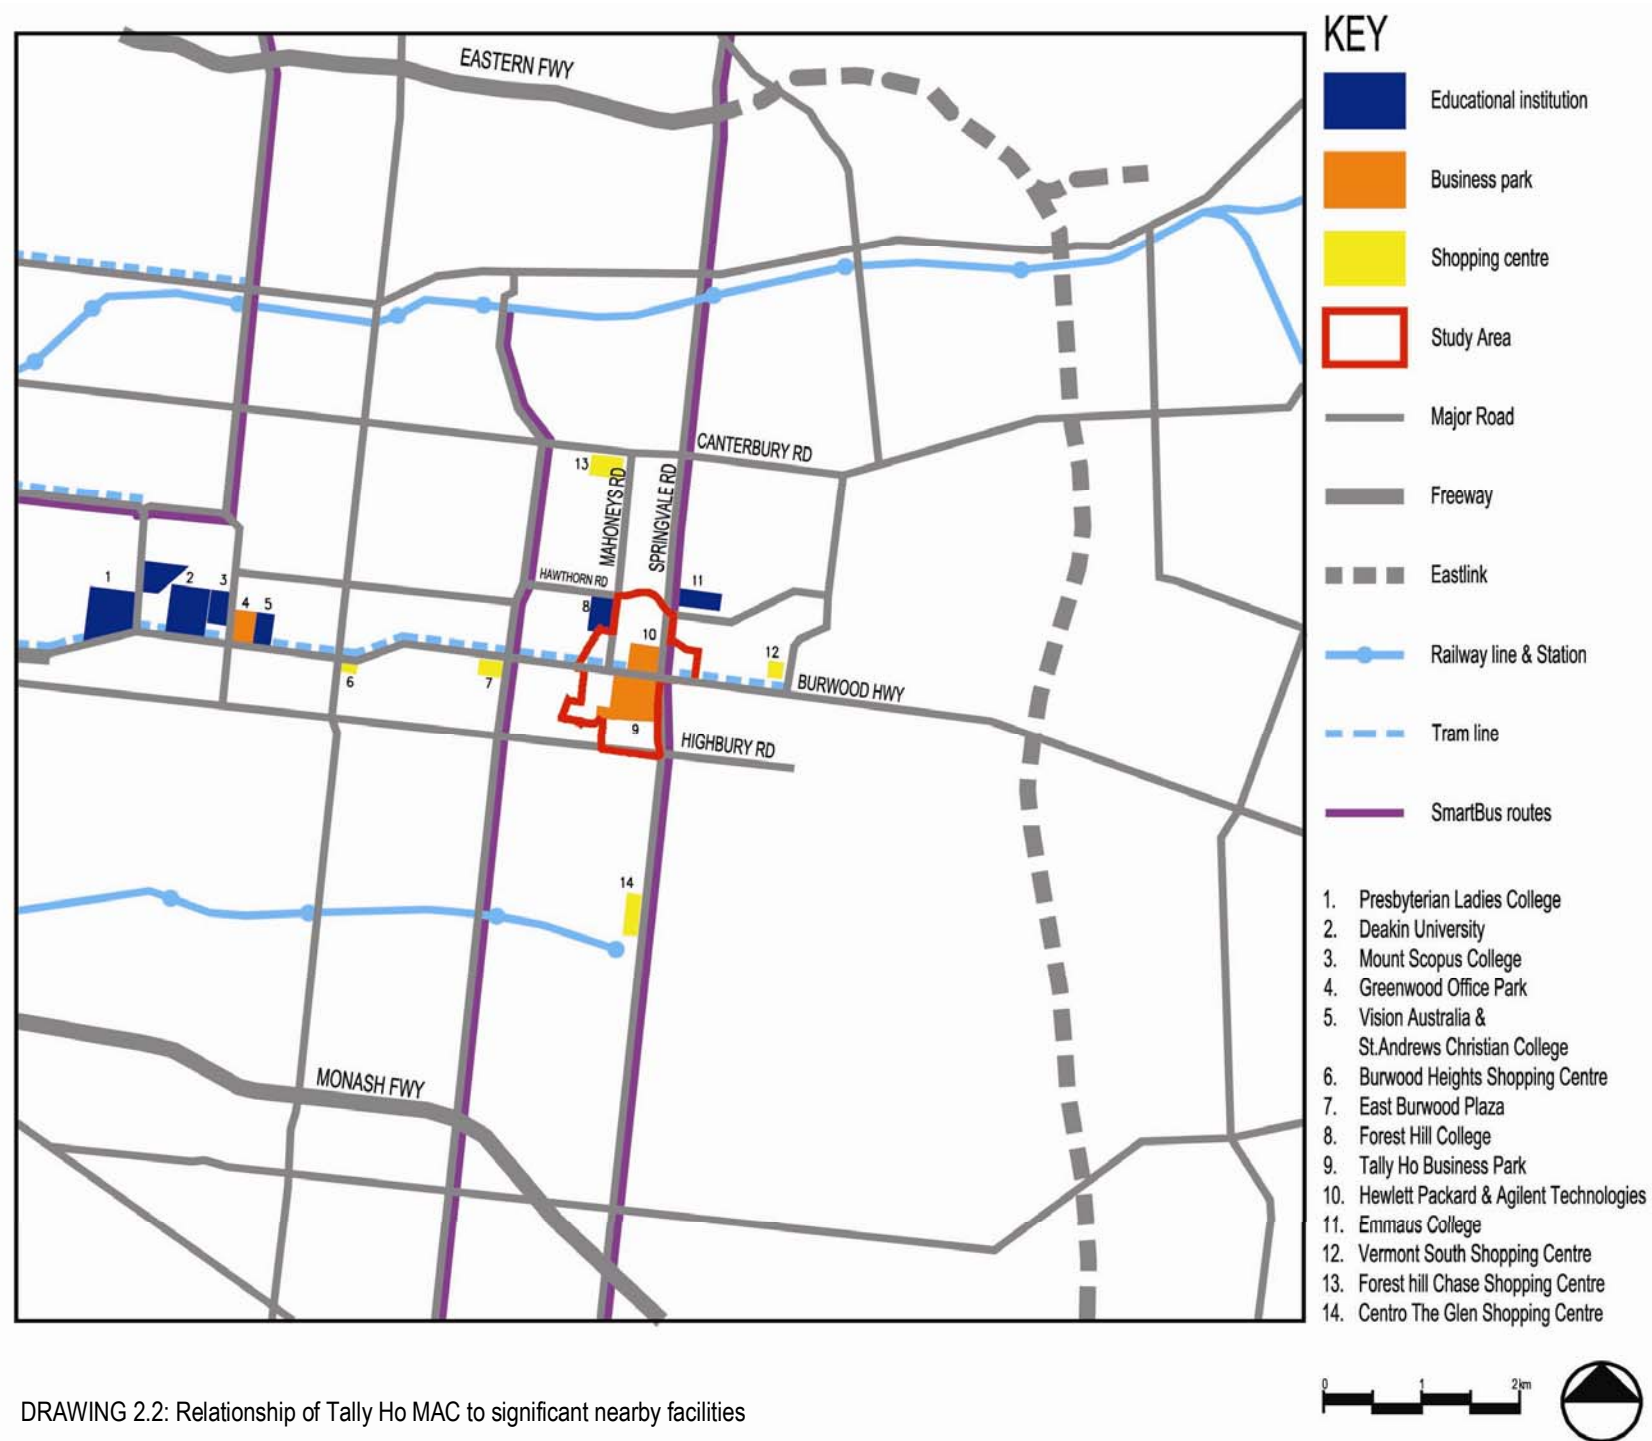 KEY
EASTERN FWY
Educational institution
Business park
Shopping centre
Study Area
Major Road
CANTERBURY RD
13
MAHONEYS RD
SPRINGVALE RD
Freeway
HAWTHORN RD
Eastlink
1
2
3
4
5
8
11
10
12
Railway line & Station
6
7
BURWOOD HWY
9
HIGHBURY RD
Tram line
SmartBus routes
14
MONASH FWY
1. Presbyterian Ladies College
2. Deakin University
3. Mount Scopus College
4. Greenwood Office Park
5. Vision Australia &
St.Andrews Christian College
6. Burwood Heights Shopping Centre
7. East Burwood Plaza
8. Forest Hill College
9. Tally Ho Business Park
10. Hewlett Packard & Agilent Technologies
11. Emmaus College
12. Vermont South Shopping Centre
13. Forest hill Chase Shopping Centre
14. Centro The Glen Shopping Centre
0 1 2km
DRAWING 2.2: Relationship of Tally Ho MAC to significant nearby facilities